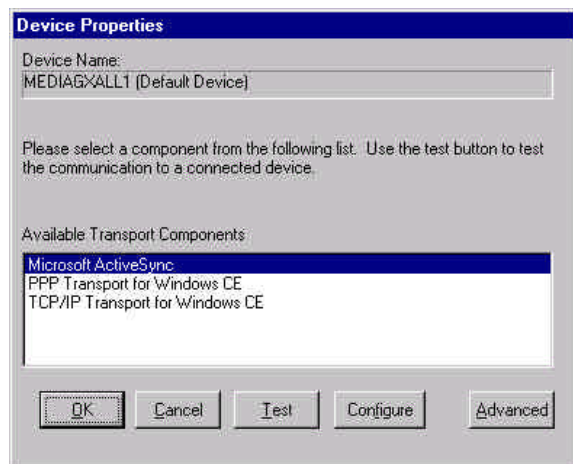 Device Properties
Device Name:
MEDIAGXALL1 (Default Device)
Please select a component from the following list. Use the test button to test
the communication to a connected device.
Available Transport Components
Microsoft ActiveSync
PPP Transport for Windows CE
TCP/IP Transport for Windows CE
OK Cancel Test Configure Advanced